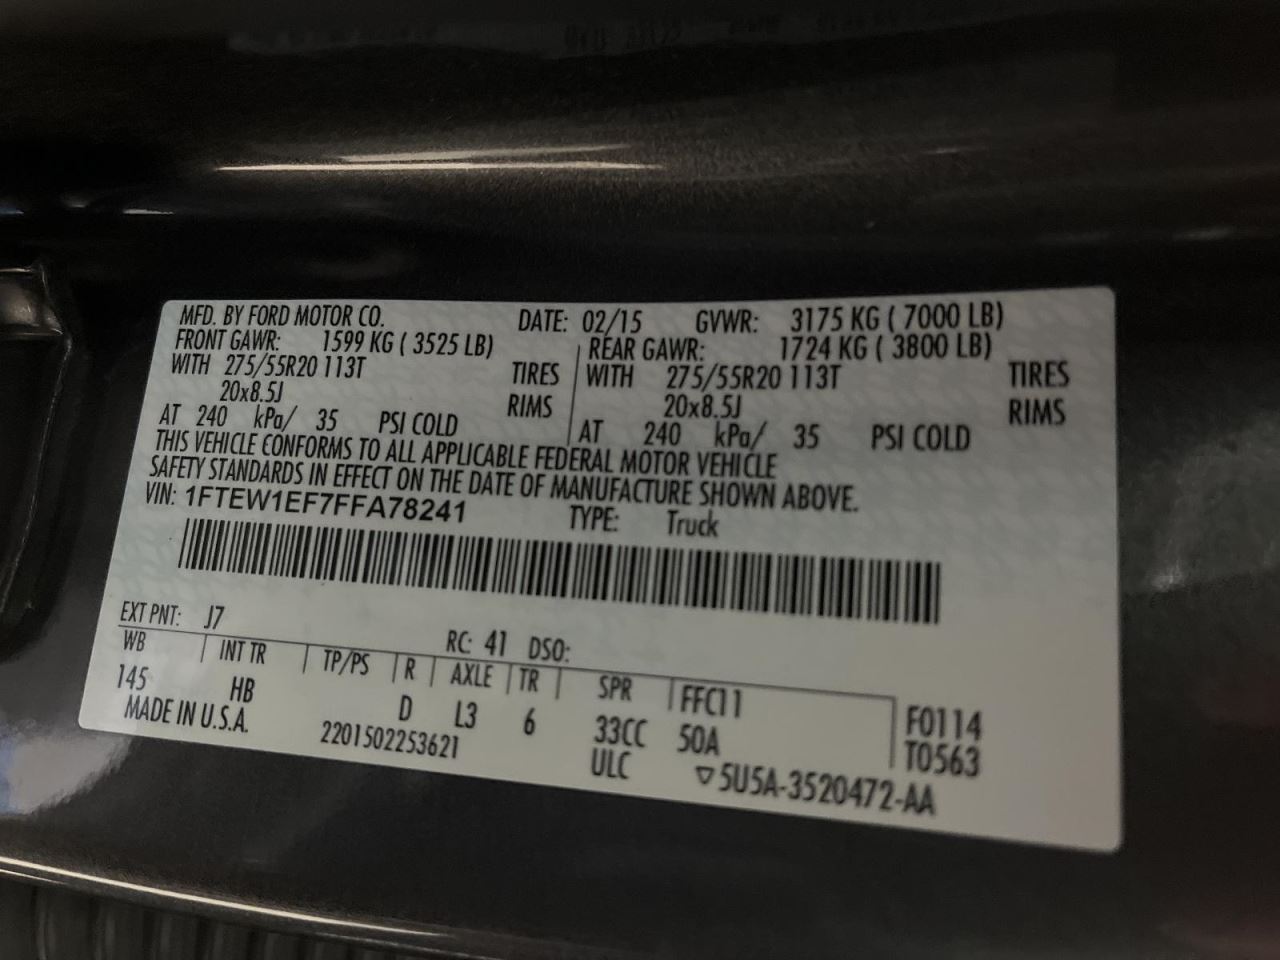 MFD. BY FORD MOTOR CO. DATE: 02/15 GVWR: 3175 KG ( 7000 LB)
FRONT GAWR: 1599 KG ( 3525 LB) REAR GAWR: 1724 KG ( 3800 LB)
WITH 275/55R20 113T TIRES WITH 275/55R20 113T TIRES
20x8.5J RIMS 20x8.5J RIMS
AT 240 kPa/ 35 PSI COLD AT 240 kPa/ 35 PSI COLD
THIS VEHICLE CONFORMS TO ALL APPLICABLE FEDERAL MOTOR VEHICLE
SAFETY STANDARDS IN EFFECT ON THE DATE OF MANUFACTURE SHOWN ABOVE.
VIN: 1FTEW1EF7FFA78241 TYPE: Truck
EXT PNT: J7 RC: 41 DSO:
WB INT TR TP/PS R AXLE TR SPR FFC11 F0114
145 HB D L3 6 33CC 50A T0563
MADE IN U.S.A. 2201502253621 ULC ▽5U5A-3520472-AA